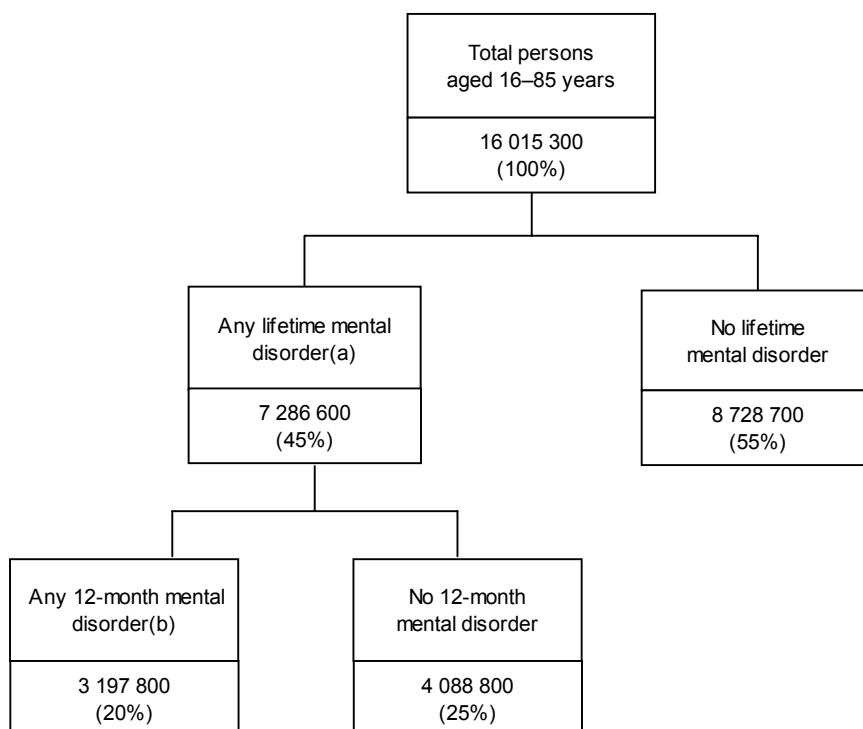 Total persons
aged 16–85 years
16 015 300
(100%)
Any lifetime mental
disorder(a)
7 286 600
(45%)
No lifetime
mental disorder
8 728 700
(55%)
Any 12-month mental
disorder(b)
3 197 800
(20%)
No 12-month
mental disorder
4 088 800
(25%)